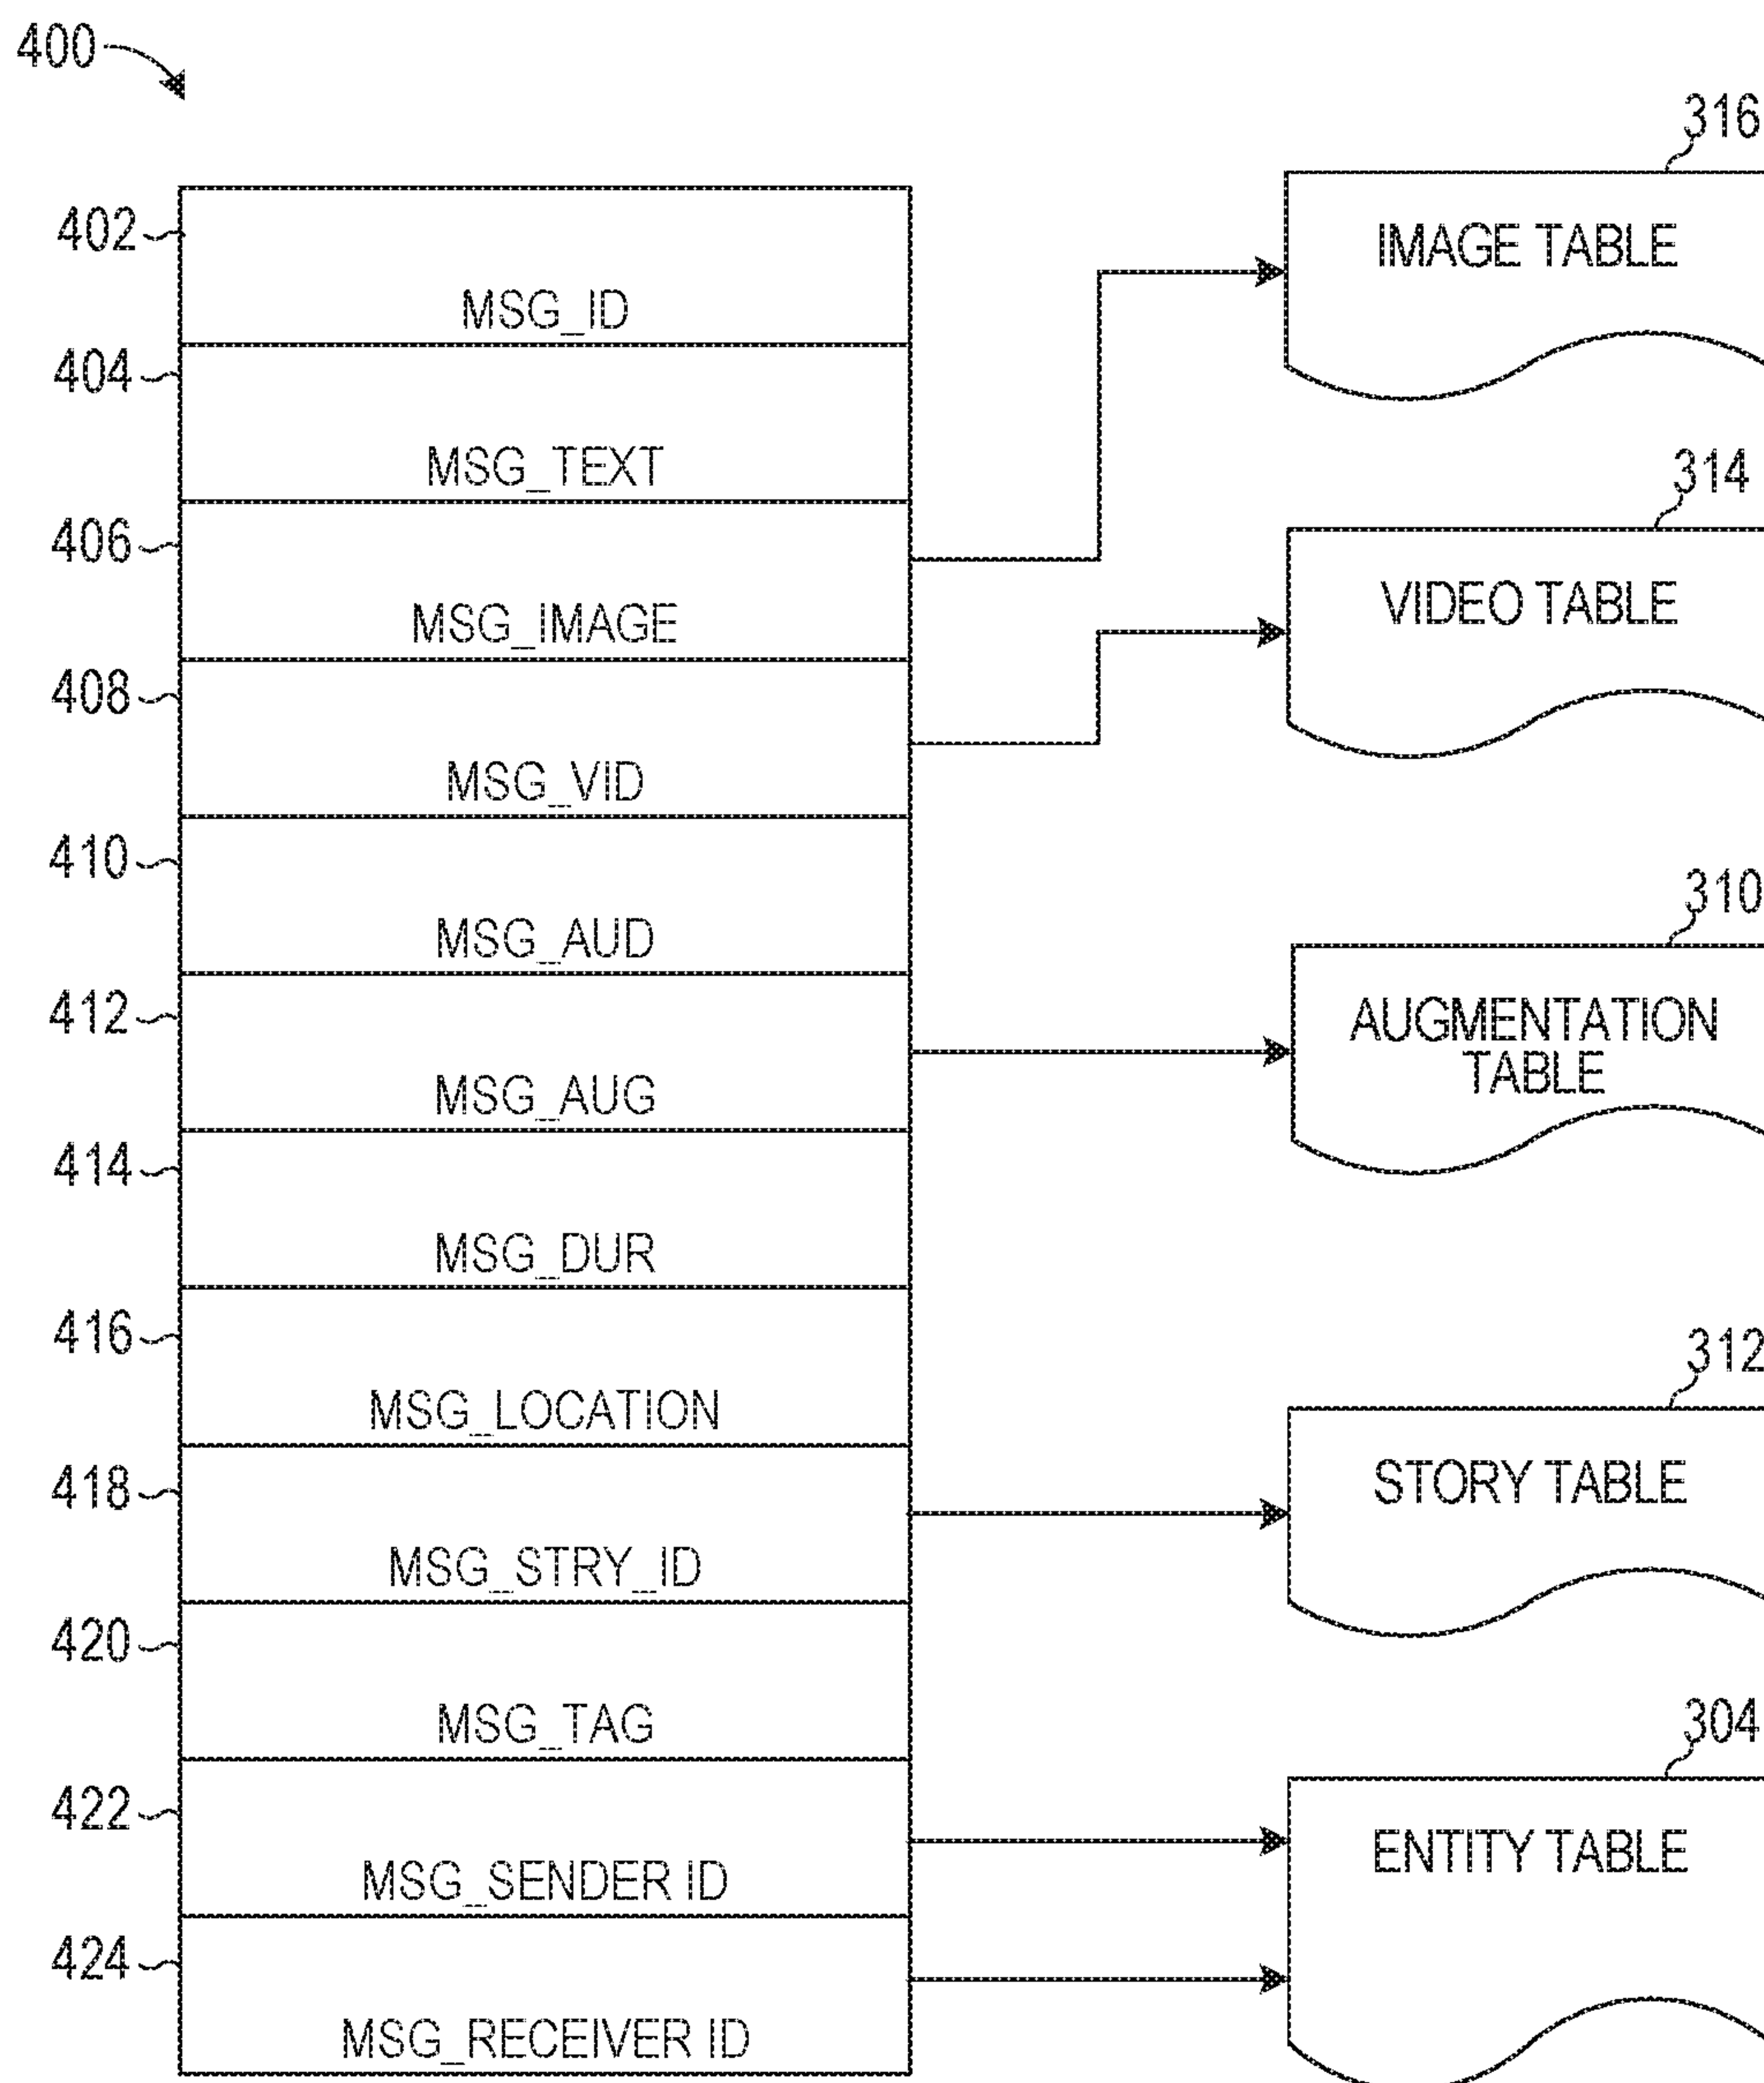 400
316
402
IMAGE TABLE
MSG_ID
404
MSG_TEXT
314
406
VIDEO TABLE
MSG_IMAGE
408
MSG_VID
410
310
MSG_AUD
412
AUGMENTATION
TABLE
MSG_AUG
414
MSG_DUR
416
312
MSG_LOCATION
418
STORY TABLE
MSG_STRY_ID
420
MSG_TAG
304
422
ENTITY TABLE
MSG_SENDER ID
424
MSG_RECEIVER ID